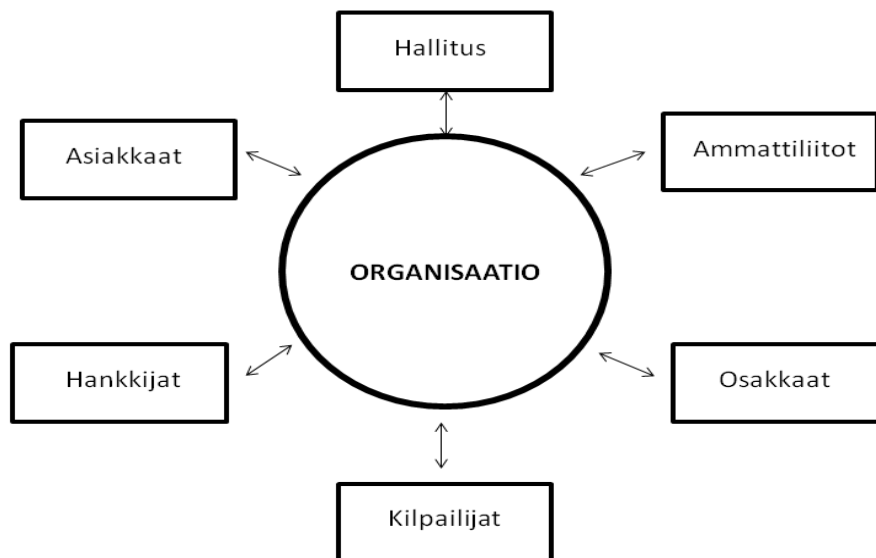 Hallitus
Asiakkaat
Ammattiliitot
ORGANISAATIO
Hankkijat
Osakkaat
Kilpailijat